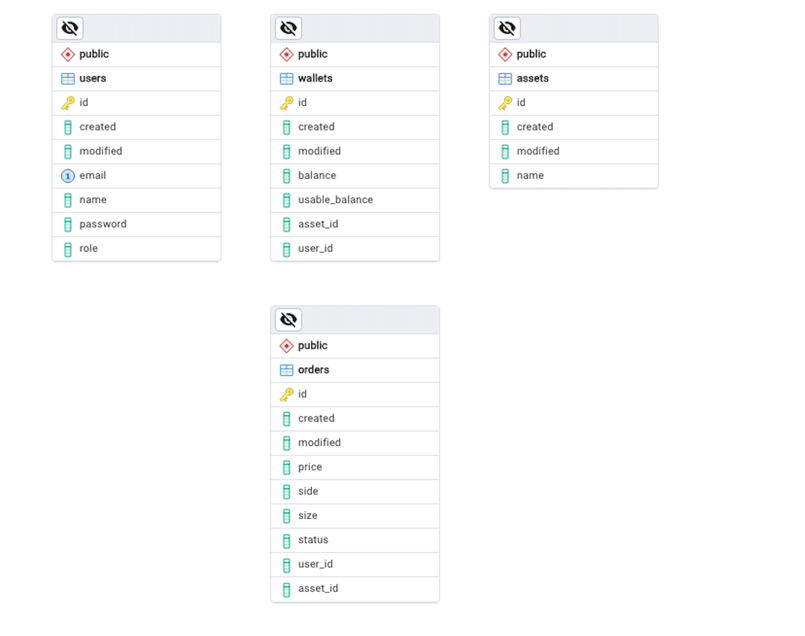 public
users
id
created
modified
1 email
name
password
role
public
wallets
id
created
modified
balance
usable_balance
asset_id
user_id
public
assets
id
created
modified
name
public
orders
id
created
modified
price
side
size
status
user_id
asset_id